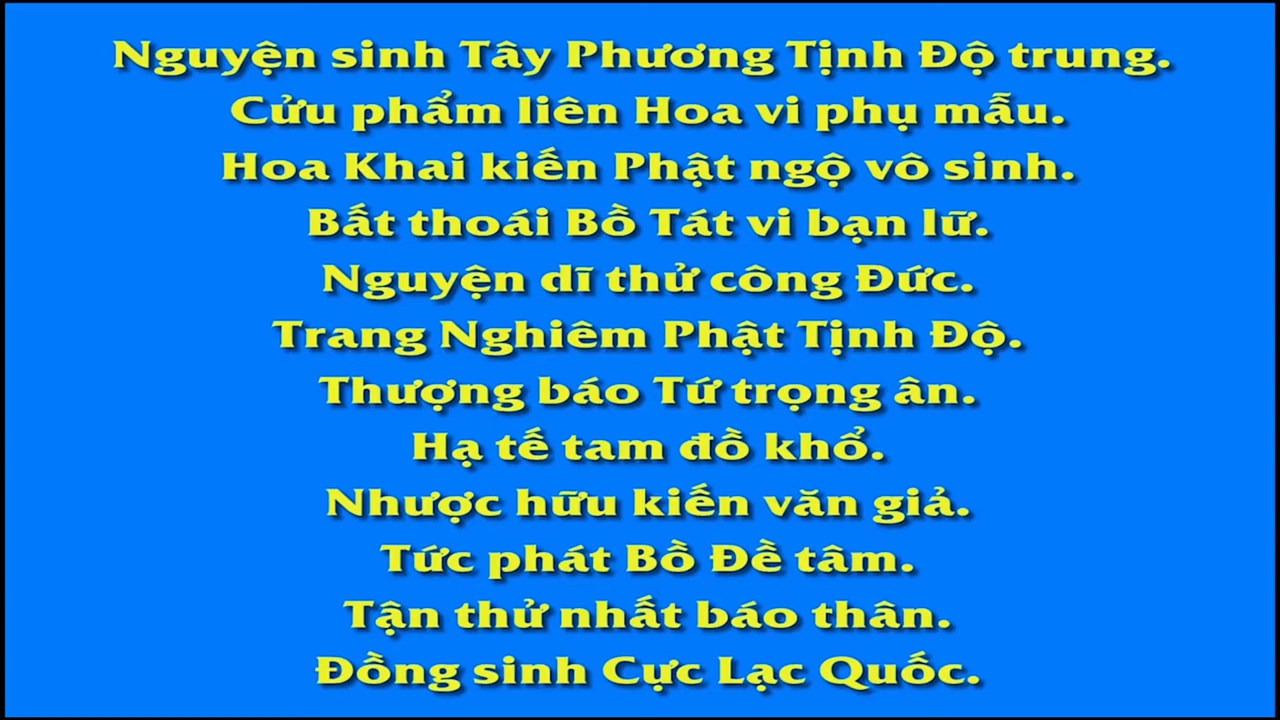 Nguyện sinh Tây Phương Tịnh Độ trung.
Cửu phẩm liên Hoa vi phụ mẫu.
Hoa Khai kiến Phật ngộ vô sinh.
Bất thoái Bồ Tát vi bạn lữ.
Nguyện dĩ thử công Đức.
Trang Nghiêm Phật Tịnh Độ.
Thượng báo Tứ trọng ân.
Hạ tế tam đồ khổ.
Nhược hữu kiến văn giả.
Tức phát Bồ Đề tâm.
Tận thử nhất báo thân.
Đồng sinh Cực Lạc Quốc.